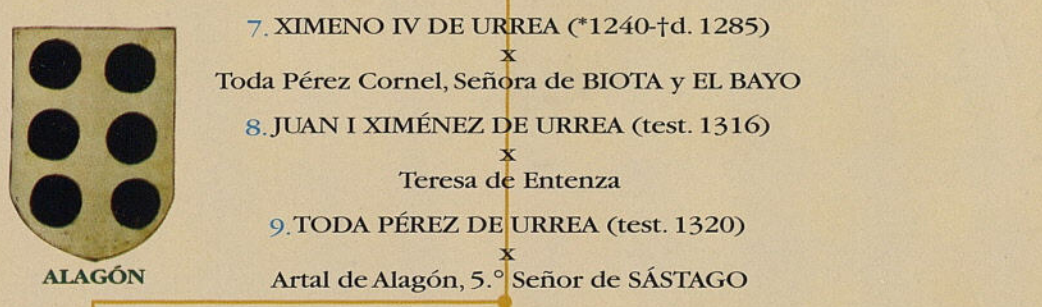 7. XIMENO IV DE URREA (*1240-†d. 1285)
x
Toda Pérez Cornel, Señora de BIOTA y EL BAYO
8. JUAN I XIMÉNEZ DE URREA (test. 1316)
x
Teresa de Entenza
9. TODA PÉREZ DE URREA (test. 1320)
x
Artal de Alagón, 5.º Señor de SÁSTAGO
ALAGÓN